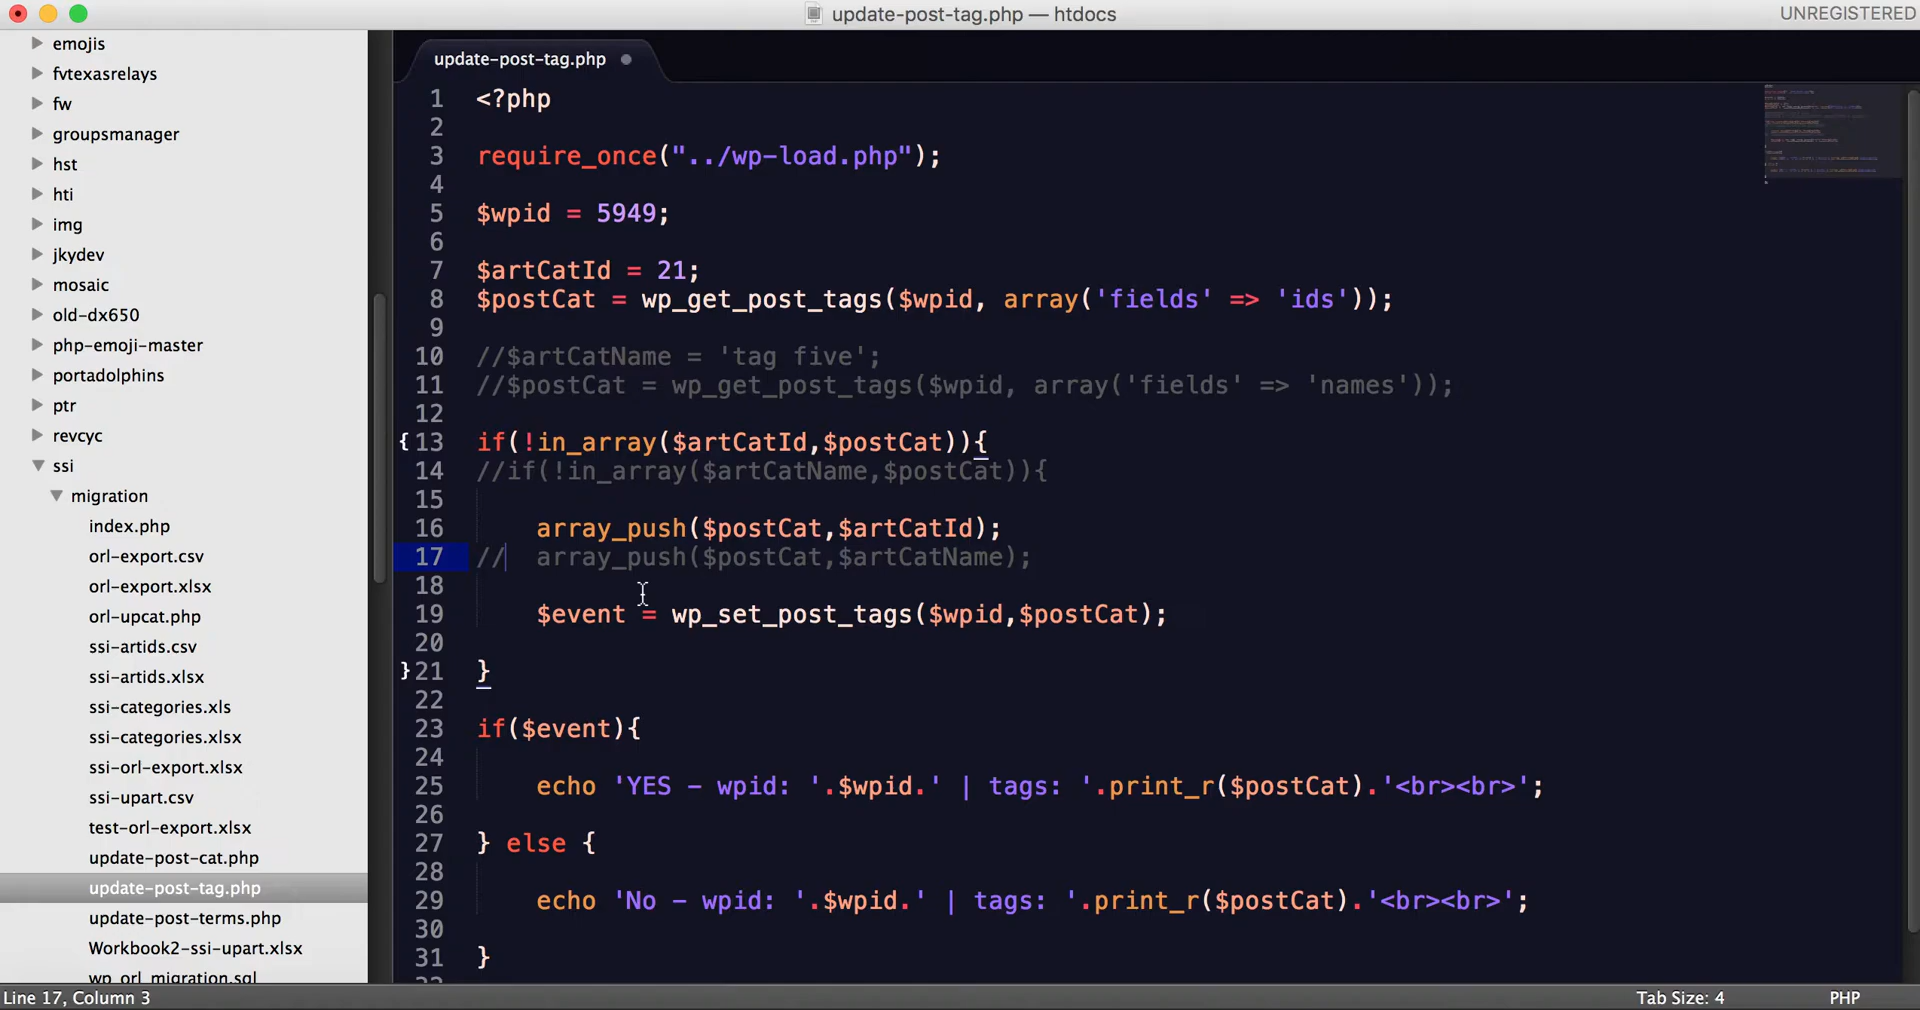 update-post-tag.php — htdocs
UNREGISTERED
emojis
fvtexasrelays
fw
groupsmanager
hst
hti
img
jkydev
mosaic
old-dx650
php-emoji-master
portadolphins
ptr
revcyc
ssi
migration
index.php
orl-export.csv
orl-export.xlsx
orl-upcat.php
ssi-artids.csv
ssi-artids.xlsx
ssi-categories.xls
ssi-categories.xlsx
ssi-orl-export.xlsx
ssi-upart.csv
test-orl-export.xlsx
update-post-cat.php
update-post-tag.php
update-post-terms.php
Workbook2-ssi-upart.xlsx
wp_orl_migration.sql
update-post-tag.php
1 <?php
2
3 require_once("../wp-load.php");
4
5 $wpid = 5949;
6
7 $artCatId = 21;
8 $postCat = wp_get_post_tags($wpid, array('fields' => 'ids'));
9
10 //$artCatName = 'tag five';
11 //$postCat = wp_get_post_tags($wpid, array('fields' => 'names'));
12
{13 if(!in_array($artCatId,$postCat)){
14 //if(!in_array($artCatName,$postCat)){
15
16 array_push($postCat,$artCatId);
17 // array_push($postCat,$artCatName);
18
19 $event = wp_set_post_tags($wpid,$postCat);
20
}21 }
22
23 if($event){
24
25 echo 'YES - wpid: '.$wpid.' | tags: '.print_r($postCat).'<br><br>';
26
27 } else {
28
29 echo 'No - wpid: '.$wpid.' | tags: '.print_r($postCat).'<br><br>';
30
31 }
Line 17, Column 3
Tab Size: 4
PHP